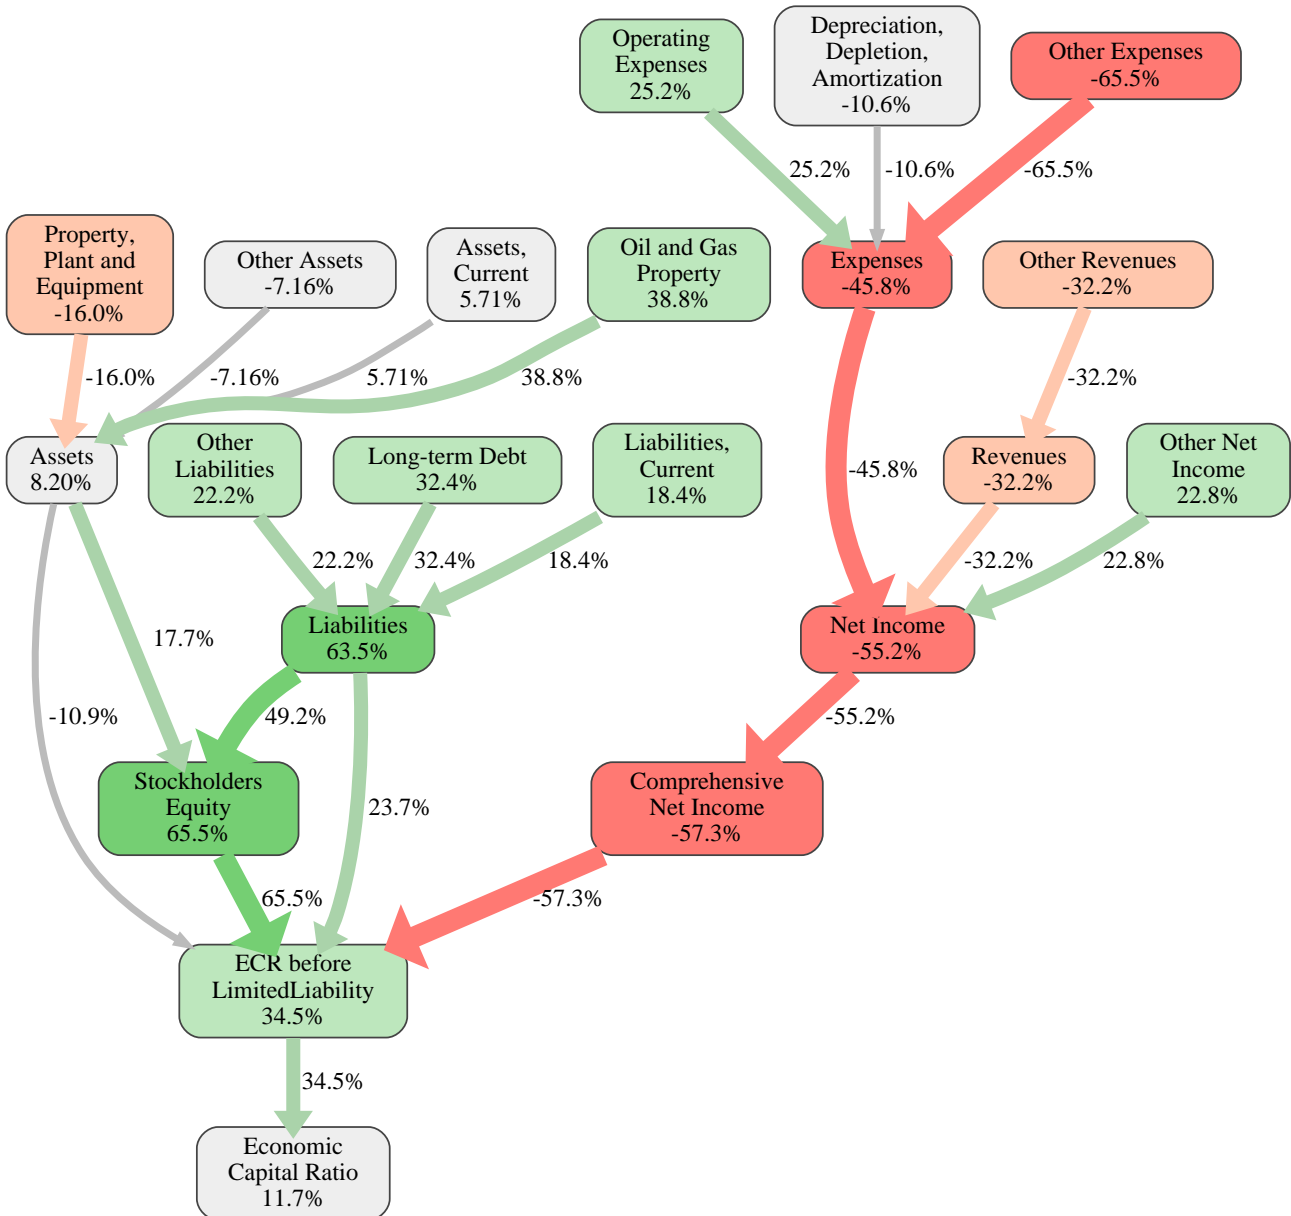 Operating
Expenses
25.2%
Depreciation,
Depletion,
Amortization
-10.6%
Other Expenses
-65.5%
25.2%
-10.6%
-65.5%
Property,
Plant and
Equipment
-16.0%
Other Assets
-7.16%
Assets,
Current
5.71%
Oil and Gas
Property
38.8%
Expenses
-45.8%
Other Revenues
-32.2%
-16.0%
-7.16%
5.71%
38.8%
-32.2%
Assets
8.20%
Other
Liabilities
22.2%
Long-term Debt
32.4%
Liabilities,
Current
18.4%
-45.8%
Revenues
-32.2%
Other Net
Income
22.8%
22.2%
32.4%
18.4%
-32.2%
22.8%
17.7%
Liabilities
63.5%
Net Income
-55.2%
-10.9%
49.2%
-55.2%
Stockholders
Equity
65.5%
23.7%
Comprehensive
Net Income
-57.3%
65.5%
-57.3%
ECR before
LimitedLiability
34.5%
34.5%
Economic
Capital Ratio
11.7%